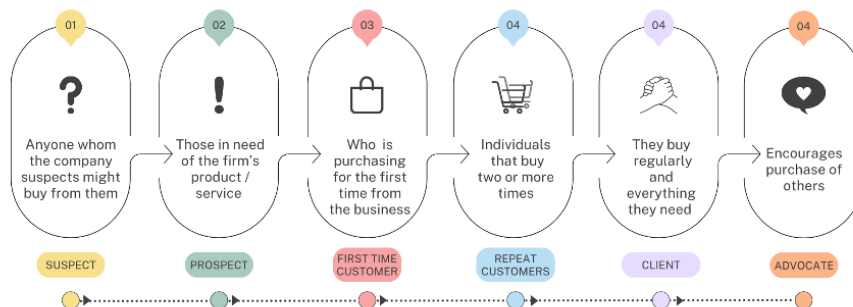 01
02
03
04
04
04
Anyone whom
the company
suspects might
buy from them
Those in need
of the firm's
product /
service
Who is
purchasing
for the first
time from
the business
Individuals
that buy
two or more
times
They buy
regularly
and
everything
they need
Encourages
purchase of
others
SUSPECT
PROSPECT
FIRST TIME
CUSTOMER
REPEAT
CUSTOMERS
CLIENT
ADVOCATE